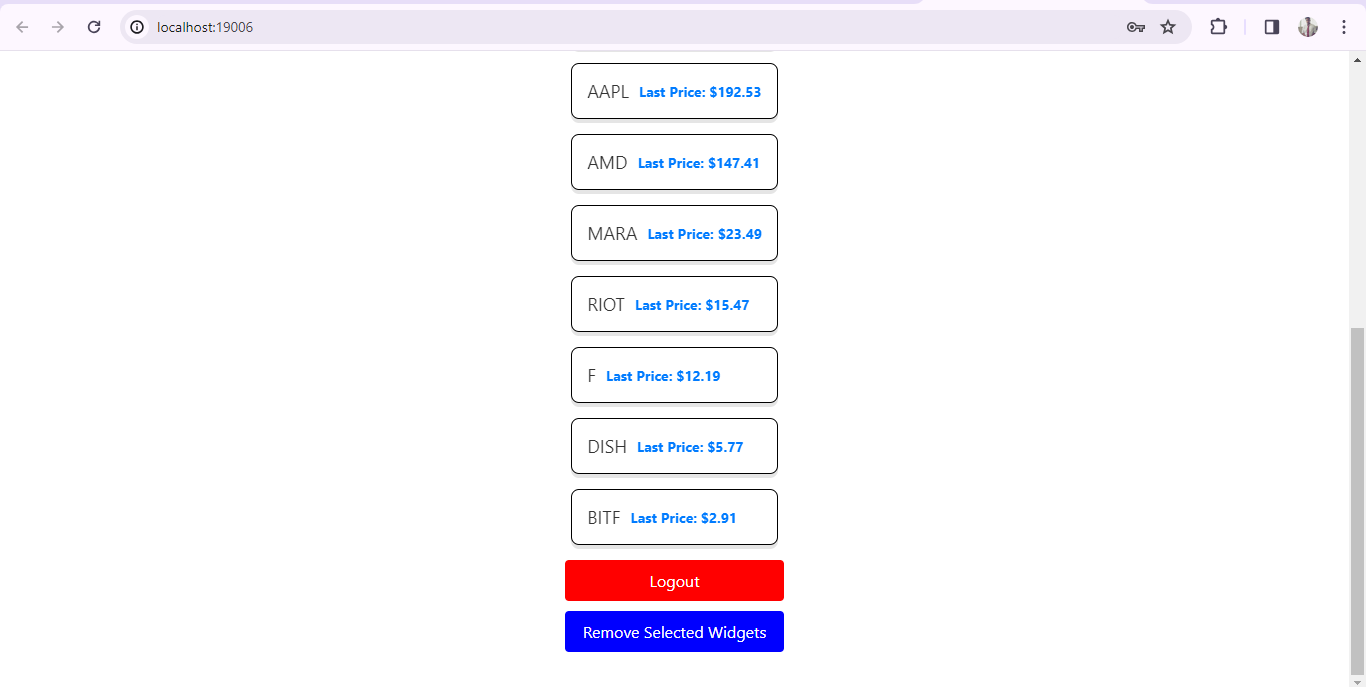 localhost:19006
AAPL Last Price: $192.53
AMD Last Price: $147.41
MARA Last Price: $23.49
RIOT Last Price: $15.47
F Last Price: $12.19
DISH Last Price: $5.77
BITF Last Price: $2.91
Logout
Remove Selected Widgets